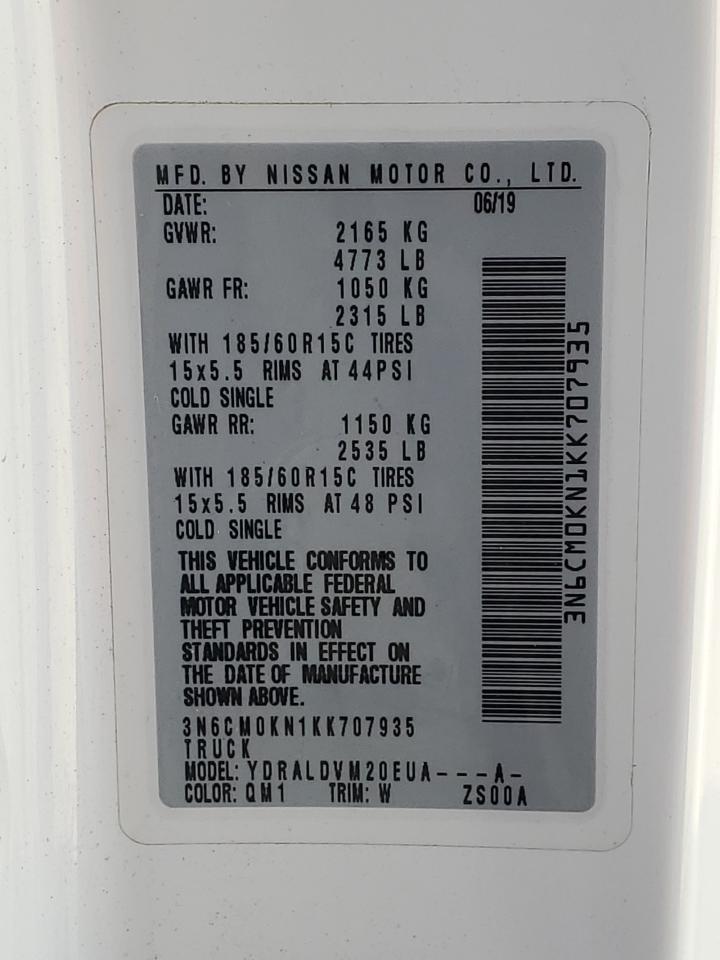 MFD. BY NISSAN MOTOR CO., LTD.
DATE: 06/19
GVWR: 2165 KG
4773 LB
GAWR FR: 1050 KG
2315 LB
WITH 185/60R15C TIRES
15x5.5 RIMS AT 44PSI
COLD SINGLE
GAWR RR: 1150 KG
2535 LB
WITH 185/60R15C TIRES
15x5.5 RIMS AT 48 PSI
COLD SINGLE
THIS VEHICLE CONFORMS TO
ALL APPLICABLE FEDERAL
MOTOR VEHICLE SAFETY AND
THEFT PREVENTION
STANDARDS IN EFFECT ON
THE DATE OF MANUFACTURE
SHOWN ABOVE.
3N6CM0KN1KK707935
TRUCK
MODEL: YDRALDVM20EUA---A-
COLOR: QM1 TRIM: W ZS00A
3N6CM0KN1KK707935